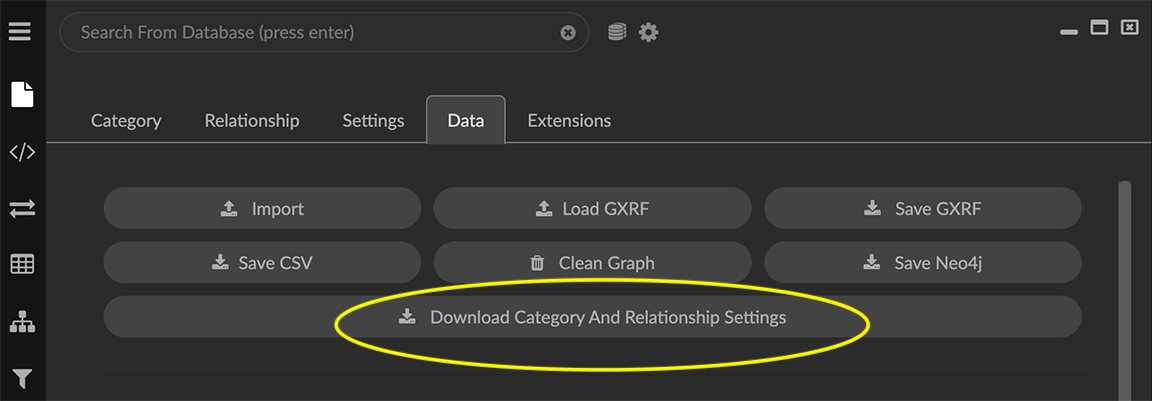 Search From Database (press enter)
Category Relationship Settings Data Extensions
Import Load GXRF Save GXRF
Save CSV Clean Graph Save Neo4j
Download Category And Relationship Settings